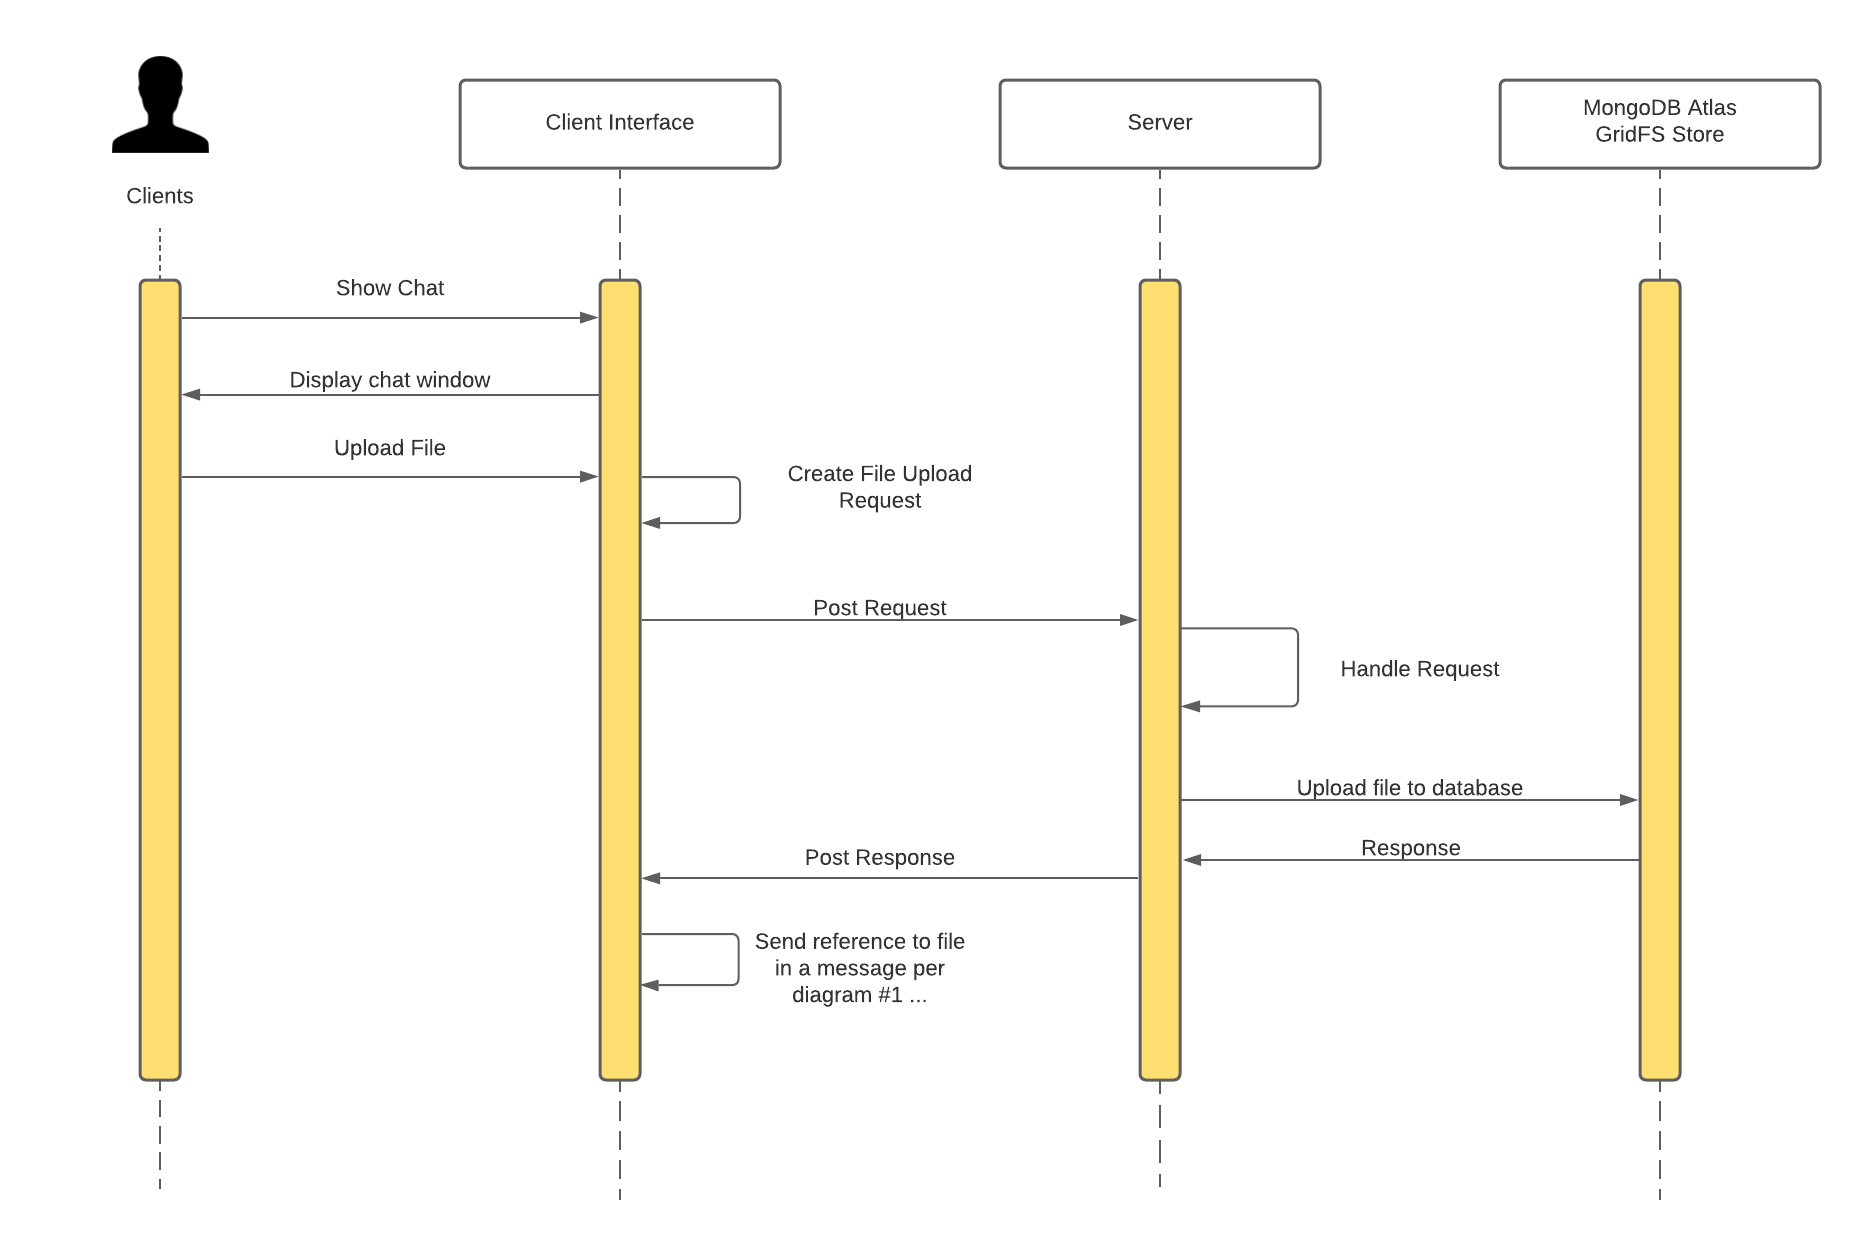 Clients
Client Interface
Server
MongoDB Atlas
GridFS Store
Show Chat
Display chat window
Upload File
Create File Upload
Request
Post Request
Handle Request
Upload file to database
Response
Post Response
Send reference to file
in a message per
diagram #1 ...